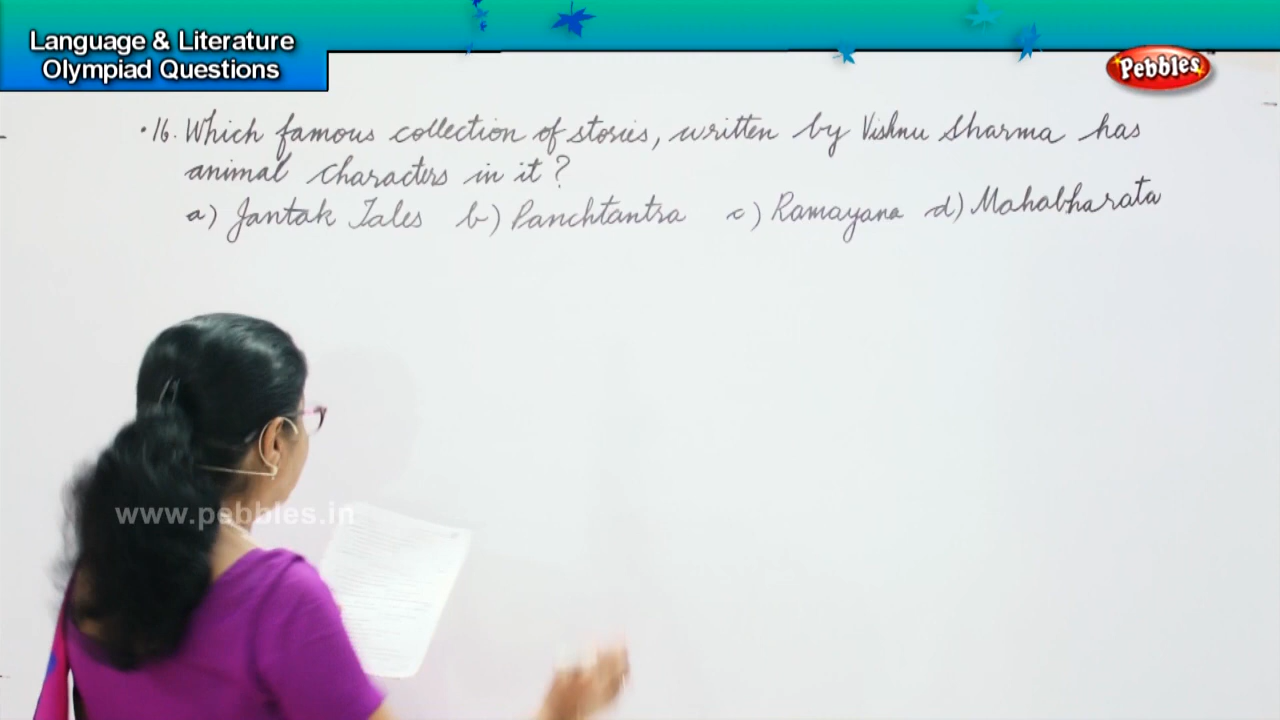 Language & Literature
Olympiad Questions
Pebbles
•16. Which famous collection of stories, written by Vishnu Sharma has
animal characters in it?
a) Jantak Tales b) Panchtantra c) Ramayana d) Mahabharata
www.pebbles.in